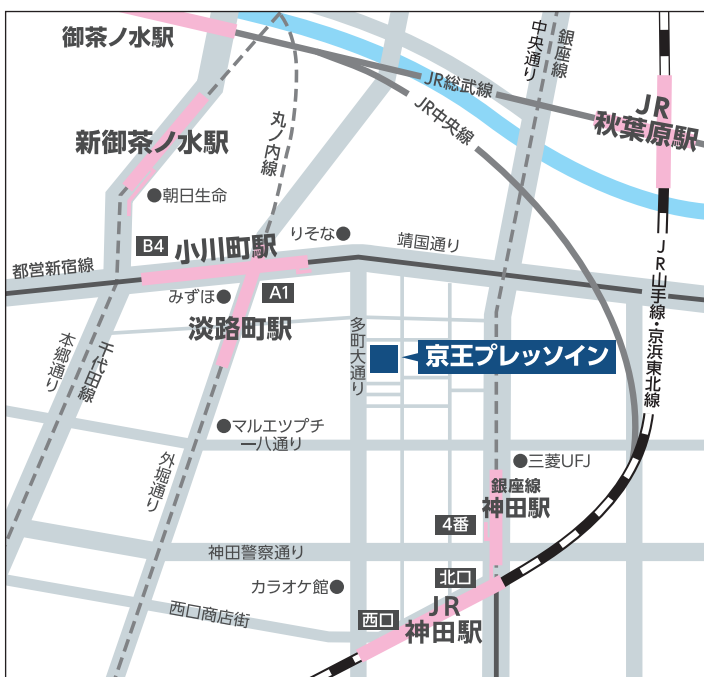 御茶ノ水駅
銀座線
中央通り
JR総武線
JR中央線
JR
秋葉原駅
丸ノ内線
新御茶ノ水駅
朝日生命
りそな
靖国通り
B4
小川町駅
都営新宿線
みずほ
A1
淡路町駅
JR山手線・京浜東北線
多町大通り
京王プレッソイン
本郷通り
千代田線
マルエツプチ
一八通り
外堀通り
三菱UFJ
銀座線
神田駅
4番
神田警察通り
北口
カラオケ館
JR
神田駅
西口
西口商店街